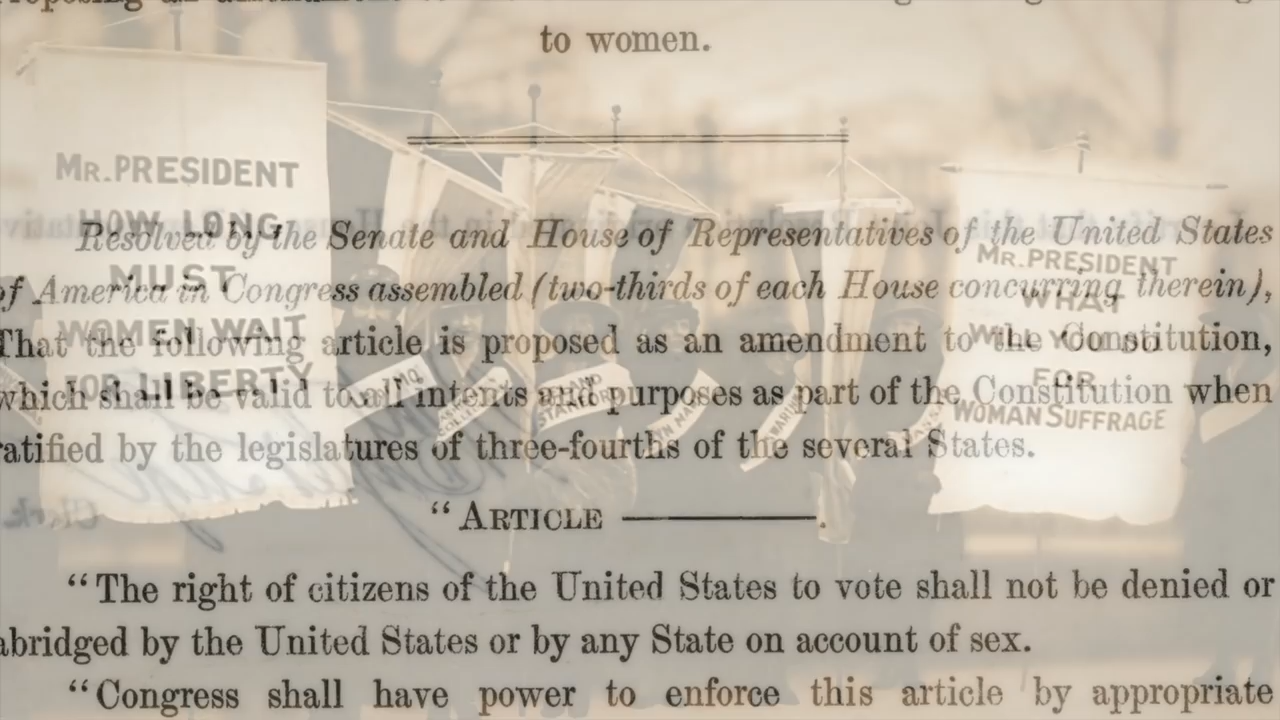 to women.
Resolved by the Senate and House of Representatives of the United States
of America in Congress assembled (two-thirds of each House concurring therein),
That the following article is proposed as an amendment to the Constitution,
which shall be valid to all intents and purposes as part of the Constitution when
ratified by the legislatures of three-fourths of the several States.
"ARTICLE ————.
"The right of citizens of the United States to vote shall not be denied or
abridged by the United States or by any State on account of sex.
"Congress shall have power to enforce this article by appropriate
MR. PRESIDENT
HOW LONG
MUST
WOMEN WAIT
FOR LIBERTY
STANFORD
MR. PRESIDENT
WHAT
WILL YOU DO
FOR
WOMAN SUFFRAGE